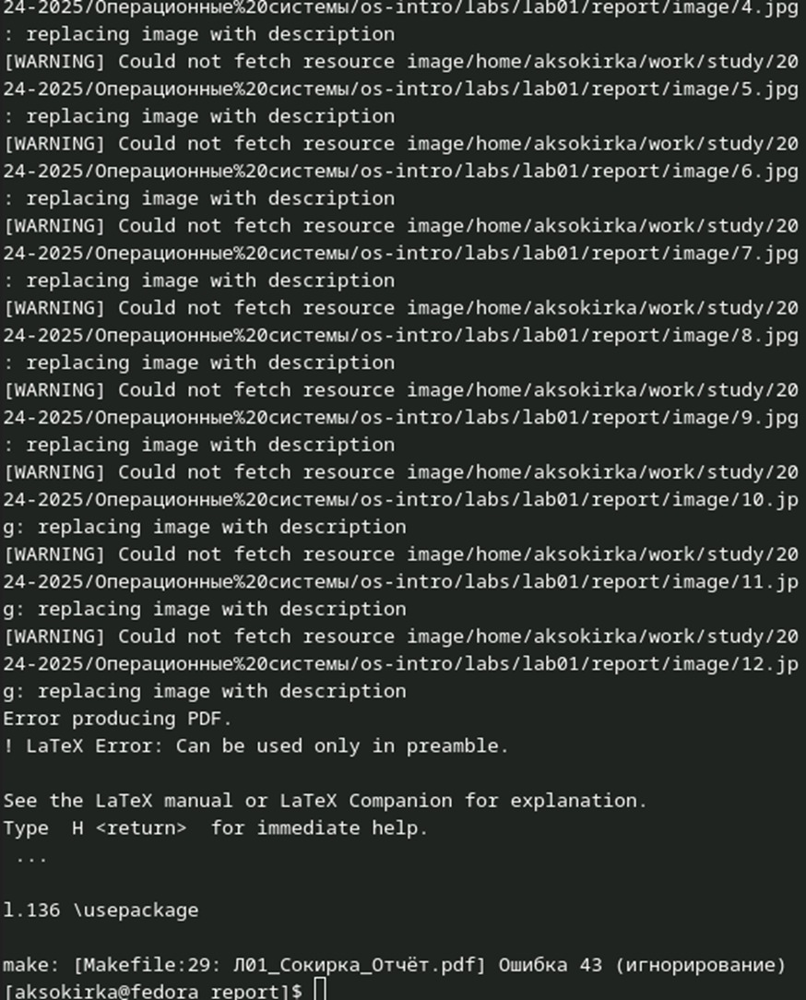 24-2025/Операционные%20системы/os-intro/labs/lab01/report/image/4.jpg
: replacing image with description
[WARNING] Could not fetch resource image/home/aksokirka/work/study/20
24-2025/Операционные%20системы/os-intro/labs/lab01/report/image/5.jpg
: replacing image with description
[WARNING] Could not fetch resource image/home/aksokirka/work/study/20
24-2025/Операционные%20системы/os-intro/labs/lab01/report/image/6.jpg
: replacing image with description
[WARNING] Could not fetch resource image/home/aksokirka/work/study/20
24-2025/Операционные%20системы/os-intro/labs/lab01/report/image/7.jpg
: replacing image with description
[WARNING] Could not fetch resource image/home/aksokirka/work/study/20
24-2025/Операционные%20системы/os-intro/labs/lab01/report/image/8.jpg
: replacing image with description
[WARNING] Could not fetch resource image/home/aksokirka/work/study/20
24-2025/Операционные%20системы/os-intro/labs/lab01/report/image/9.jpg
: replacing image with description
[WARNING] Could not fetch resource image/home/aksokirka/work/study/20
24-2025/Операционные%20системы/os-intro/labs/lab01/report/image/10.jp
g: replacing image with description
[WARNING] Could not fetch resource image/home/aksokirka/work/study/20
24-2025/Операционные%20системы/os-intro/labs/lab01/report/image/11.jp
g: replacing image with description
[WARNING] Could not fetch resource image/home/aksokirka/work/study/20
24-2025/Операционные%20системы/os-intro/labs/lab01/report/image/12.jp
g: replacing image with description
Error producing PDF.
! LaTeX Error: Can be used only in preamble.
See the LaTeX manual or LaTeX Companion for explanation.
Type  H <return>  for immediate help.
 ...
l.136 \usepackage
make: [Makefile:29: Л01_Сокирка_Отчёт.pdf] Ошибка 43 (игнорирование)
[aksokirka@fedora report]$